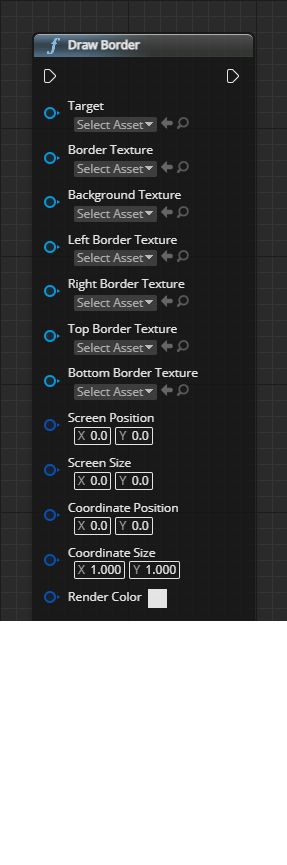 f Draw Border
Target
Select Asset
Border Texture
Select Asset
Background Texture
Select Asset
Left Border Texture
Select Asset
Right Border Texture
Select Asset
Top Border Texture
Select Asset
Bottom Border Texture
Select Asset
Screen Position
X 0.0 Y 0.0
Screen Size
X 0.0 Y 0.0
Coordinate Position
X 0.0 Y 0.0
Coordinate Size
X 1.000 Y 1.000
Render Color